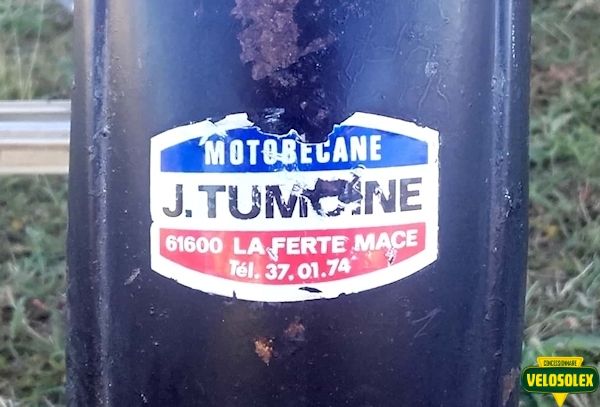 MOTOBECANE
J.
61600 LA FERTE MACE
Tél. 37.01.74
CONCESSIONNAIRE
VELOSOLEX